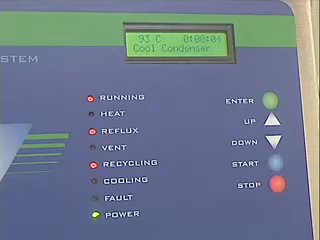 93 C 0:00:04
Cool Condenser
STEM
RUNNING
HEAT
REFLUX
VENT
RECYCLING
COOLING
FAULT
POWER
ENTER
UP
DOWN
START
STOP